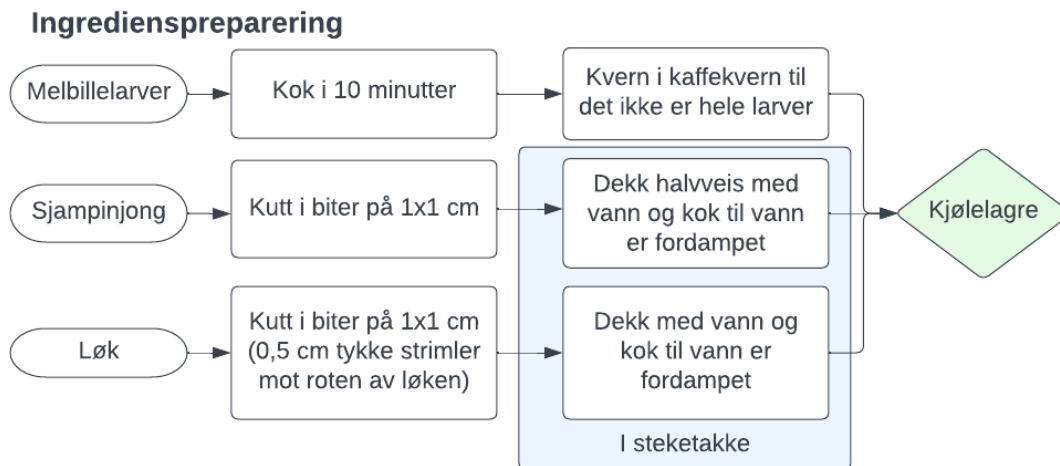 Ingredienspreparering
Melbillelarver
Kok i 10 minutter
Kvern i kaffekvern til
det ikke er hele larver
Sjampinjong
Kutt i biter på 1x1 cm
Dekk halvveis med
vann og kok til vann
er fordampet
Kjølelagre
Løk
Kutt i biter på 1x1 cm
(0,5 cm tykke strimler
mot roten av løken)
Dekk med vann og
kok til vann er
fordampet
I steketakke